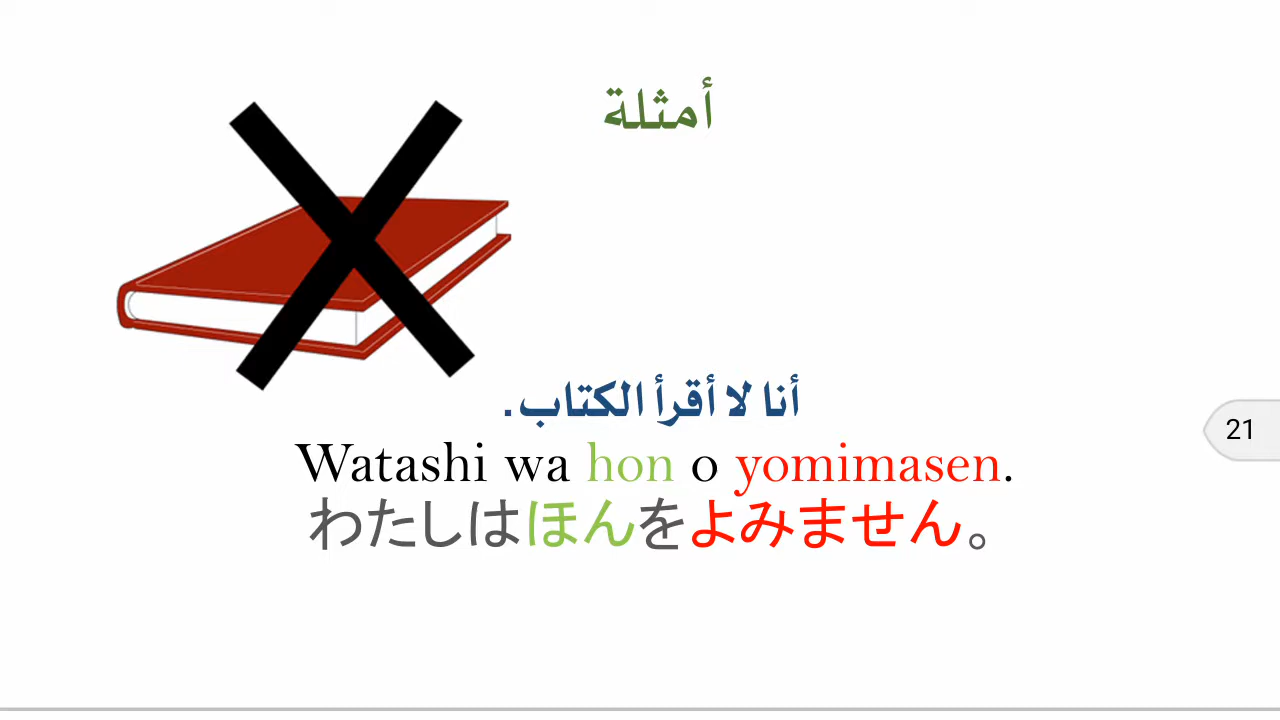 أمثلة
أنا لا أقرأ الكتاب.
Watashi wa hon o yomimasen.
わたしはほんをよみません。
21